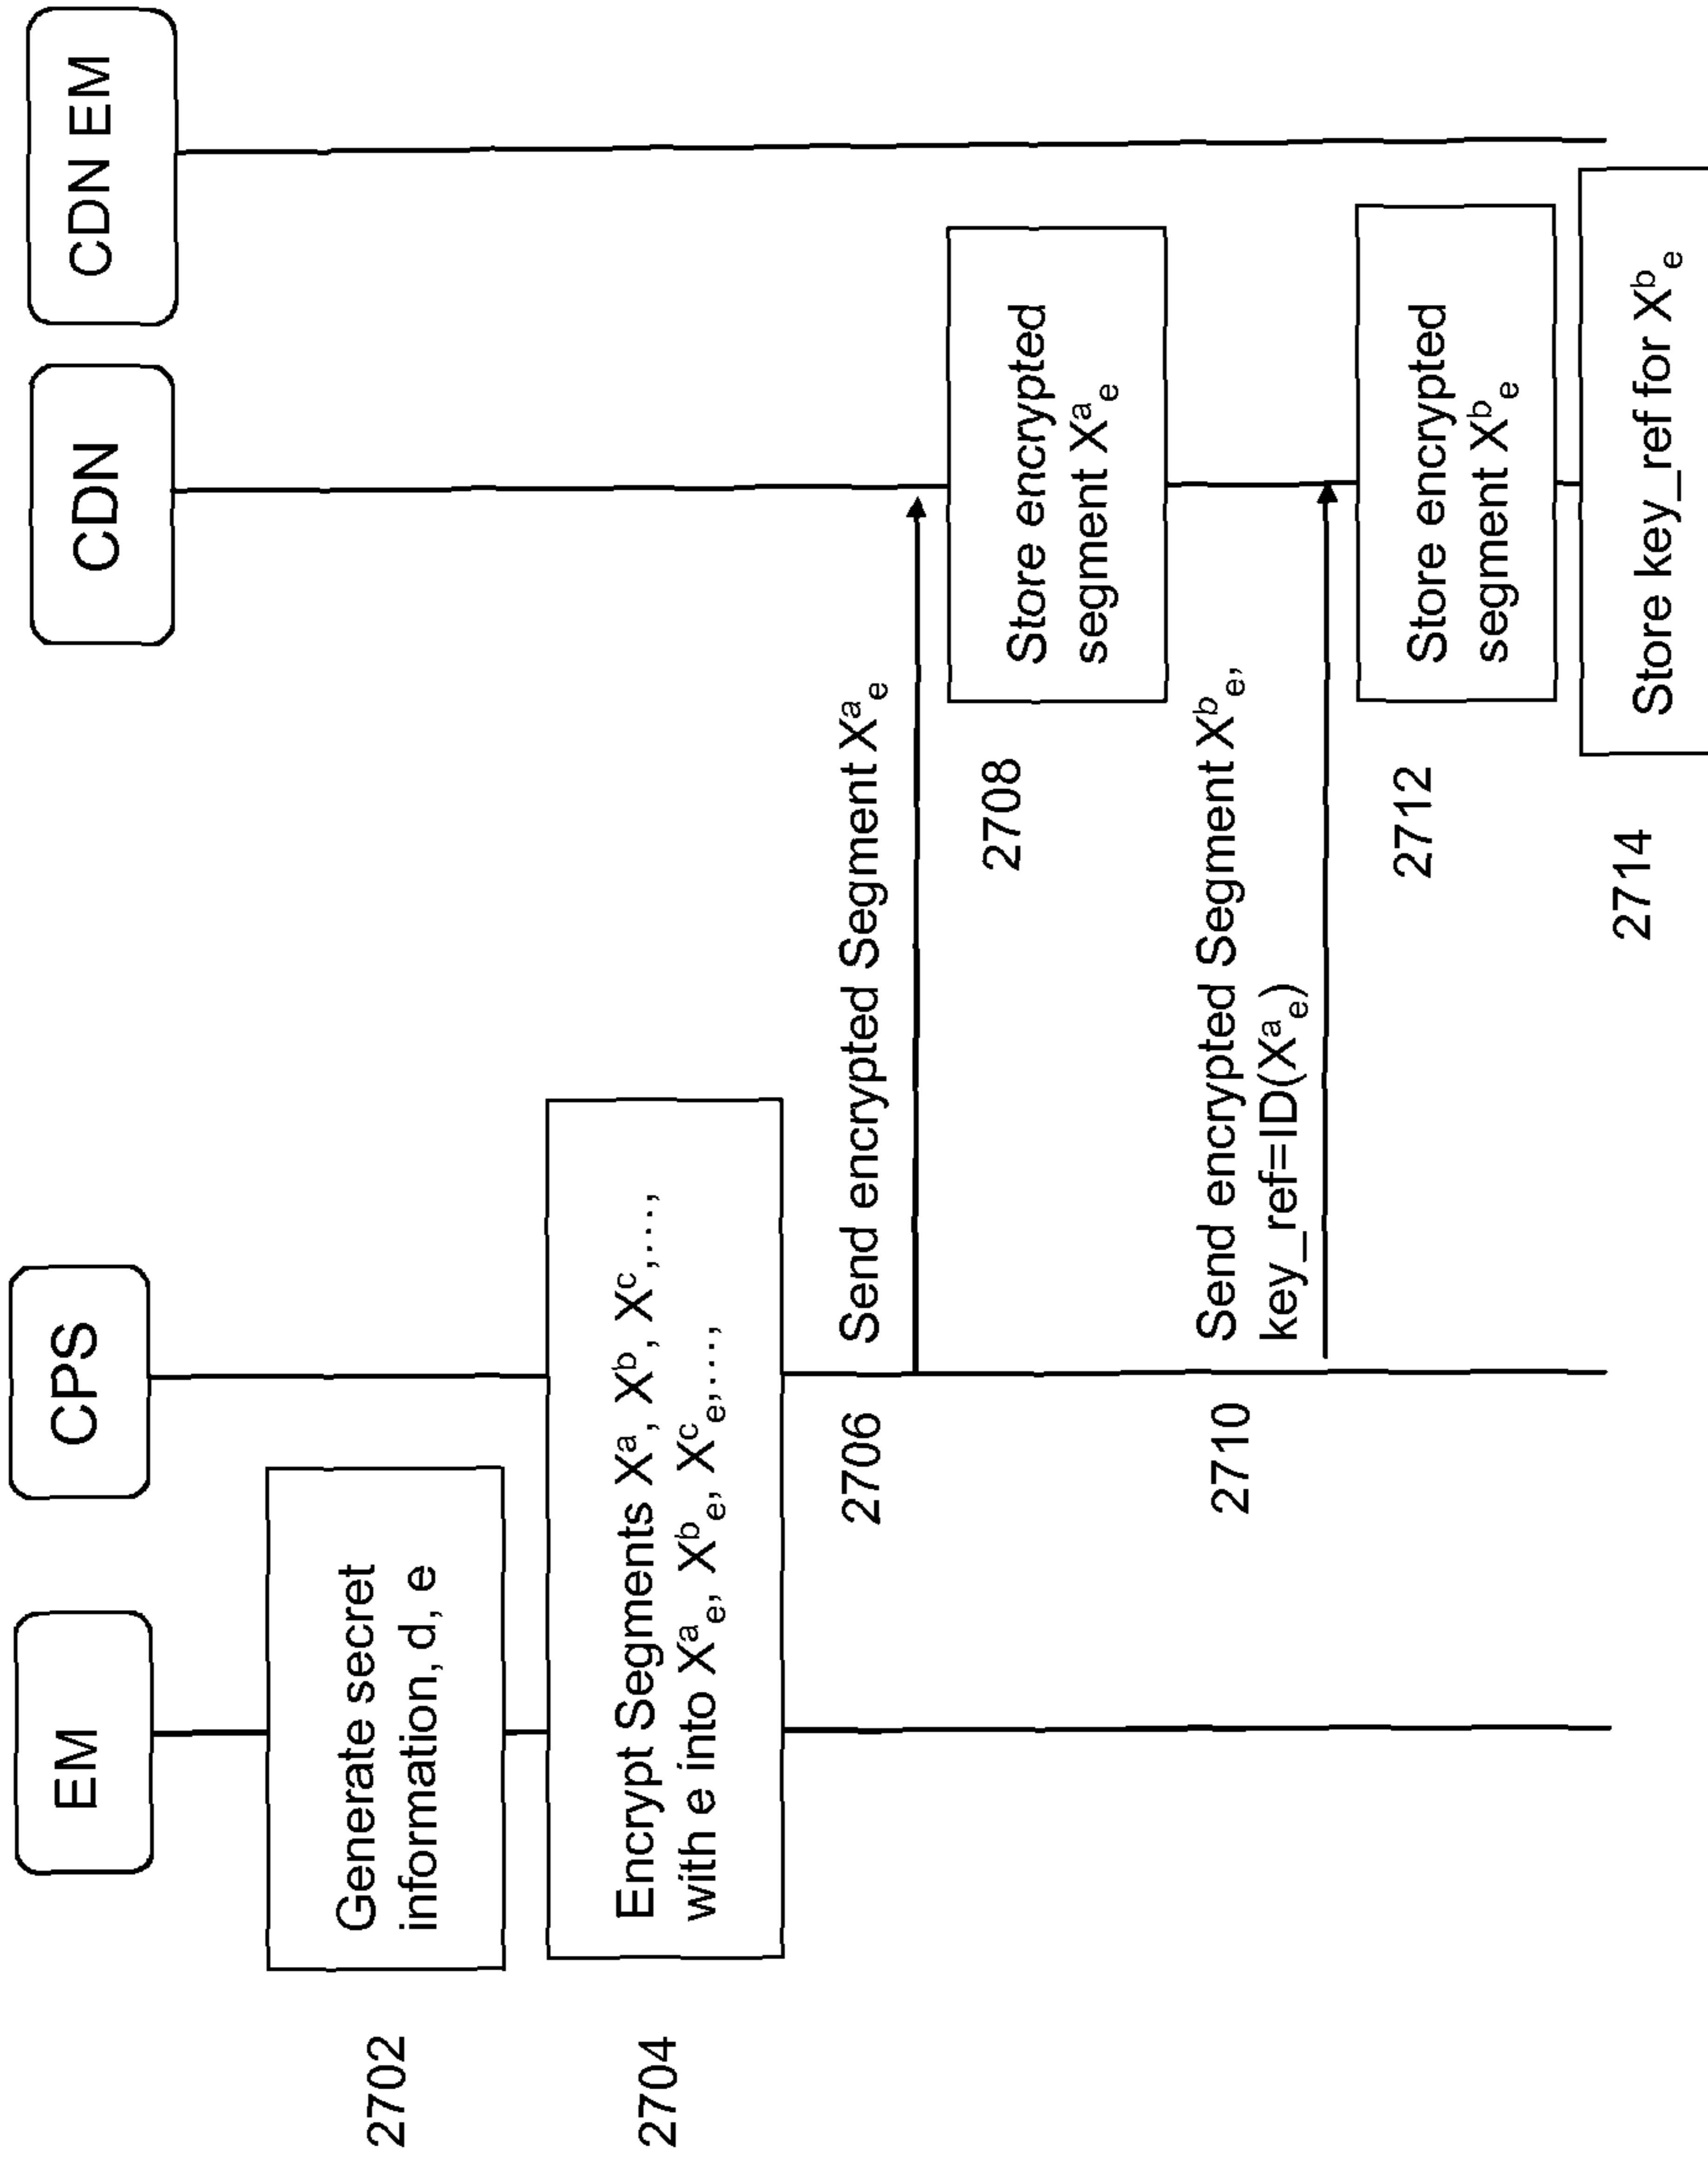 EM
CPS
CDN
CDN EM
2702
Generate secret
information, d, e
2704
Encrypt Segments Xᵃ, Xᵇ, Xᶜ,...,
with e into Xᵃₑ, Xᵇₑ, Xᶜₑ,...,
2706
Send encrypted Segment Xᵃₑ
2708
Store encrypted
segment Xᵃₑ
2710
Send encrypted Segment Xᵇₑ,
key_ref=ID(Xᵃₑ)
2712
Store encrypted
segment Xᵇₑ
2714
Store key_ref for Xᵇₑ